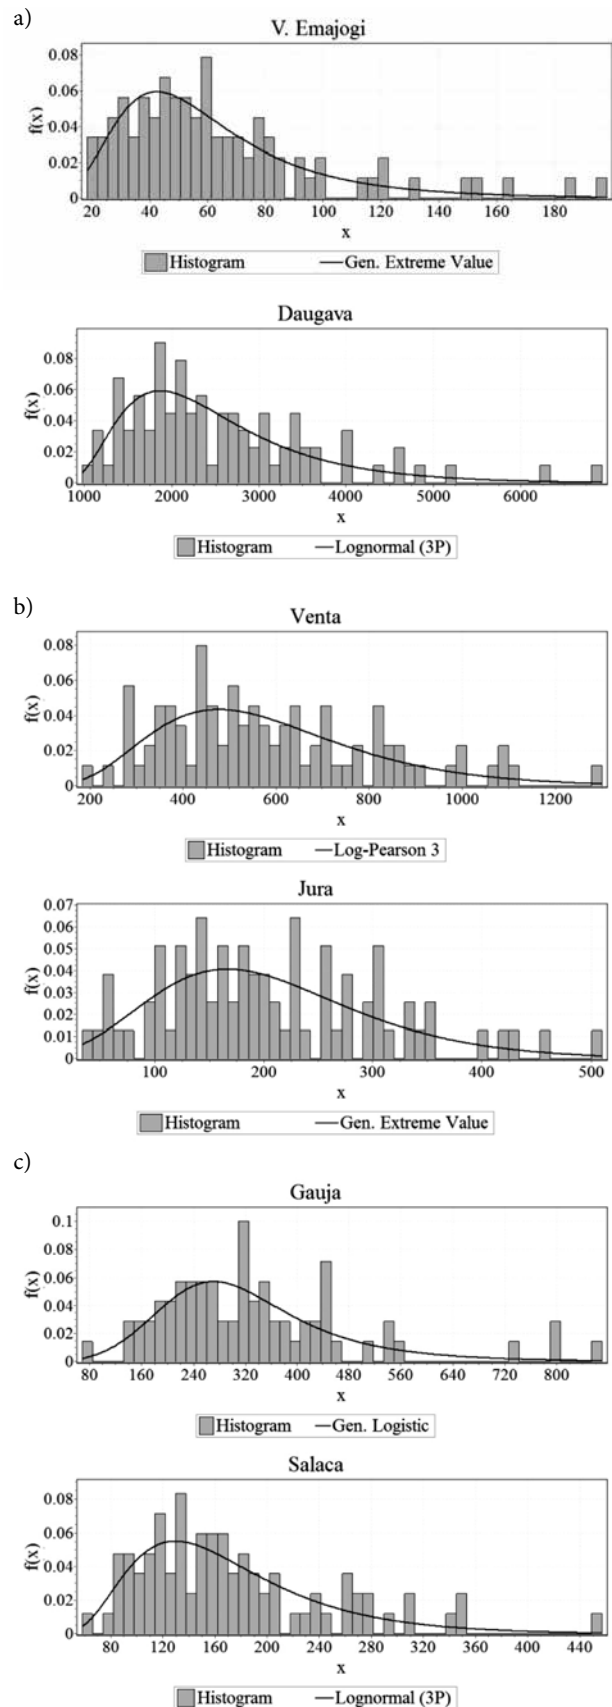 a)
V. Emajogi
0.08
0.06
0.04
0.02
0
f(x)
20 40 60 80 100 120 140 160 180
x
Histogram Gen. Extreme Value
Daugava
0.08
0.06
0.04
0.02
0
f(x)
1000 2000 3000 4000 5000 6000
x
Histogram Lognormal (3P)
b)
Venta
0.08
0.06
0.04
0.02
0
f(x)
200 400 600 800 1000 1200
x
Histogram Log-Pearson 3
Jura
0.07
0.05
0.05
0.04
0.03
0.02
0.01
0
f(x)
100 200 300 400 500
x
Histogram Gen. Extreme Value
c)
Gauja
0.1
0.08
0.06
0.04
0.02
0
f(x)
80 160 240 320 400 480 560 640 720 800
x
Histogram Gen. Logistic
Salaca
0.08
0.06
0.04
0.02
0
f(x)
80 120 160 200 240 280 320 360 400 440
x
Histogram Lognormal (3P)